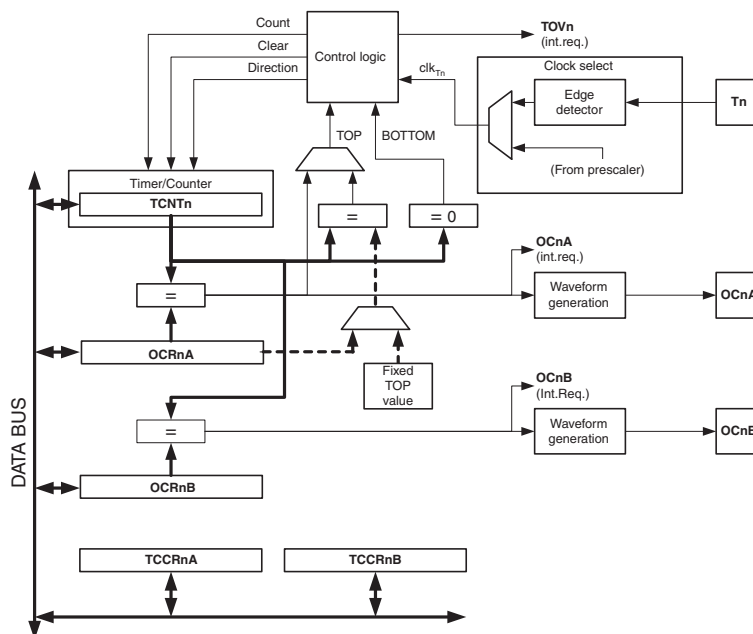 Count
Clear
Direction
Control logic
TOVn
(int.req.)
clkTn
Clock select
Edge
detector
Tn
(From prescaler)
TOP
BOTTOM
Timer/Counter
TCNTn
=
= 0
=
OCnA
(int.req.)
Waveform
generation
OCnA
OCRnA
Fixed
TOP
value
OCnB
(Int.Req.)
=
Waveform
generation
OCnB
OCRnB
DATA BUS
TCCRnA
TCCRnB